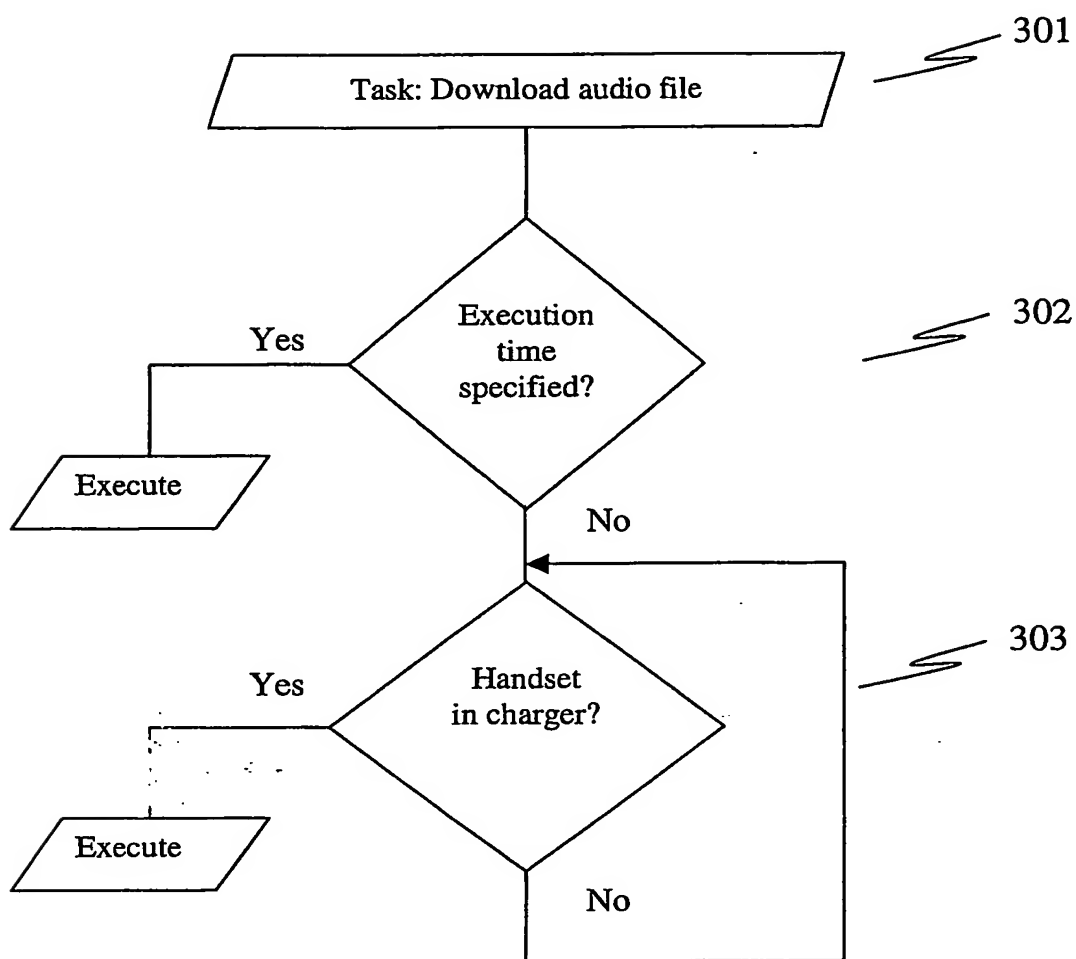 301
Task: Download audio file
302
Execution
time
specified?
Yes
Execute
No
303
Handset
in charger?
Yes
Execute
No